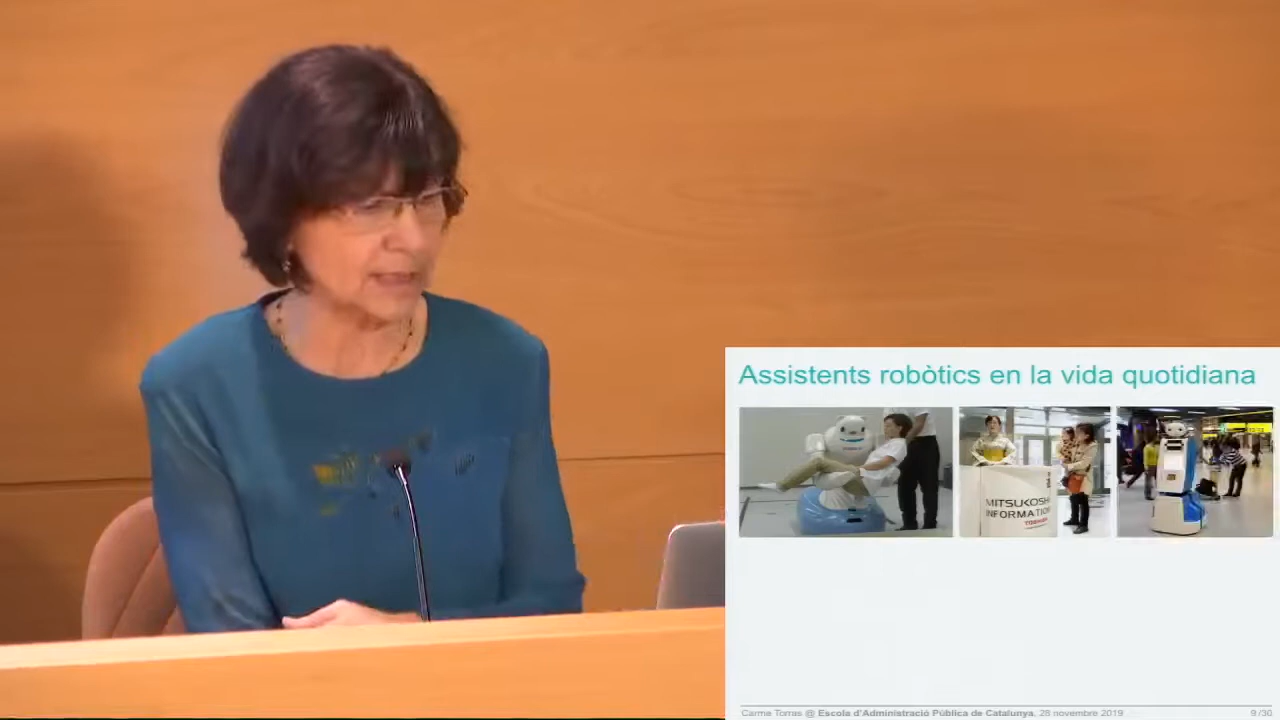 Assistents robòtics en la vida quotidiana
MITSUKOSHI
INFORMATION
TOSHIBA
Carme Torras @ Escola d'Administració Pública de Catalunya, 28 novembre 2019
9 /30